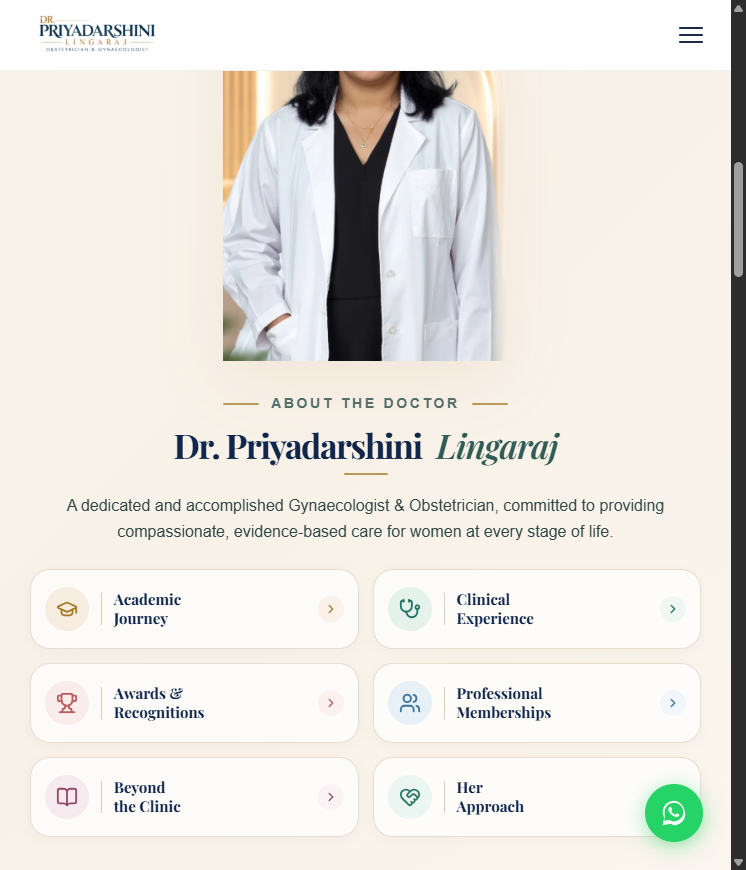 DR.
PRIYADARSHINI
LINGARAJ
OBSTETRICIAN & GYNAECOLOGIST
ABOUT THE DOCTOR
Dr. Priyadarshini Lingaraj
A dedicated and accomplished Gynaecologist & Obstetrician, committed to providing
compassionate, evidence-based care for women at every stage of life.
Academic
Journey
Clinical
Experience
Awards &
Recognitions
Professional
Memberships
Beyond
the Clinic
Her
Approach